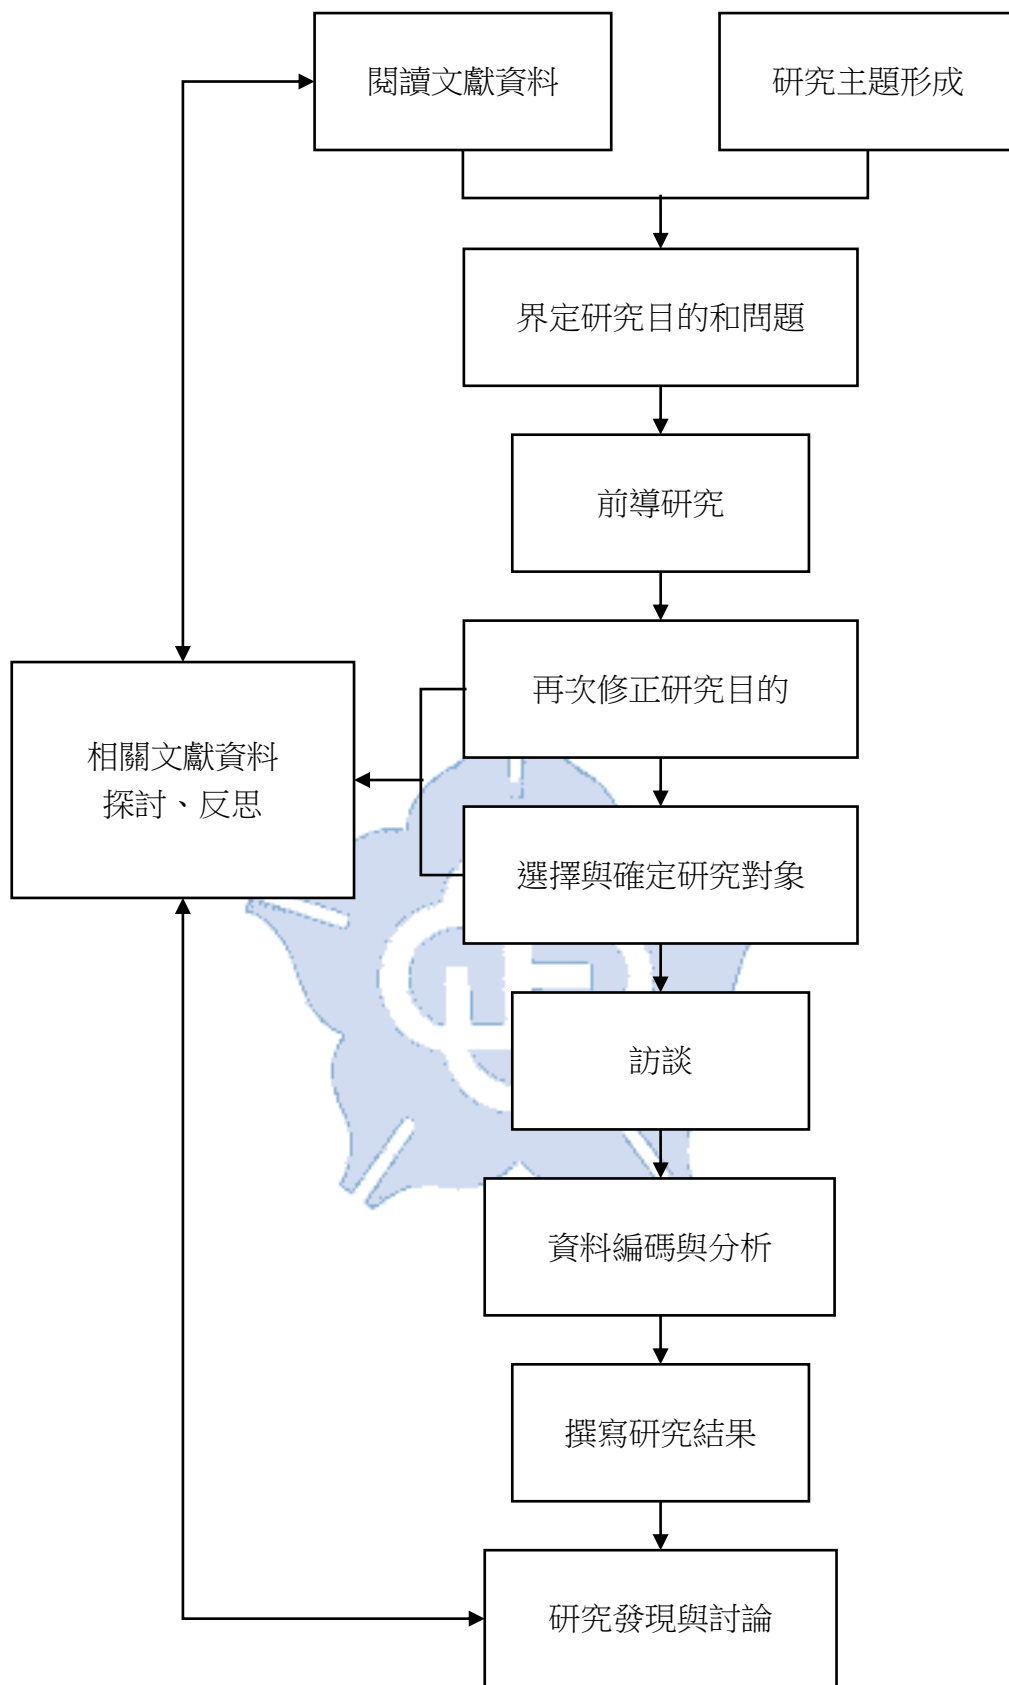 閱讀文獻資料
研究主題形成
界定研究目的和問題
前導研究
再次修正研究目的
相關文獻資料
探討、反思
選擇與確定研究對象
訪談
資料編碼與分析
撰寫研究結果
研究發現與討論